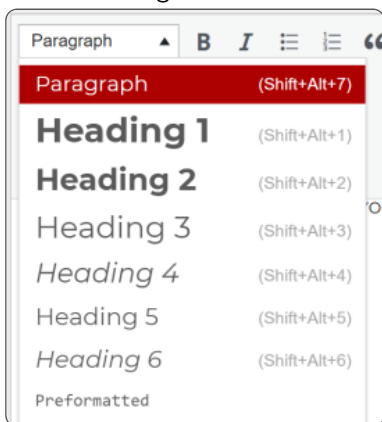 Paragraph ▲ B I “
Paragraph (Shift+Alt+7)
Heading 1 (Shift+Alt+1)
Heading 2 (Shift+Alt+2)
Heading 3 (Shift+Alt+3)
Heading 4 (Shift+Alt+4)
Heading 5 (Shift+Alt+5)
Heading 6 (Shift+Alt+6)
Preformatted